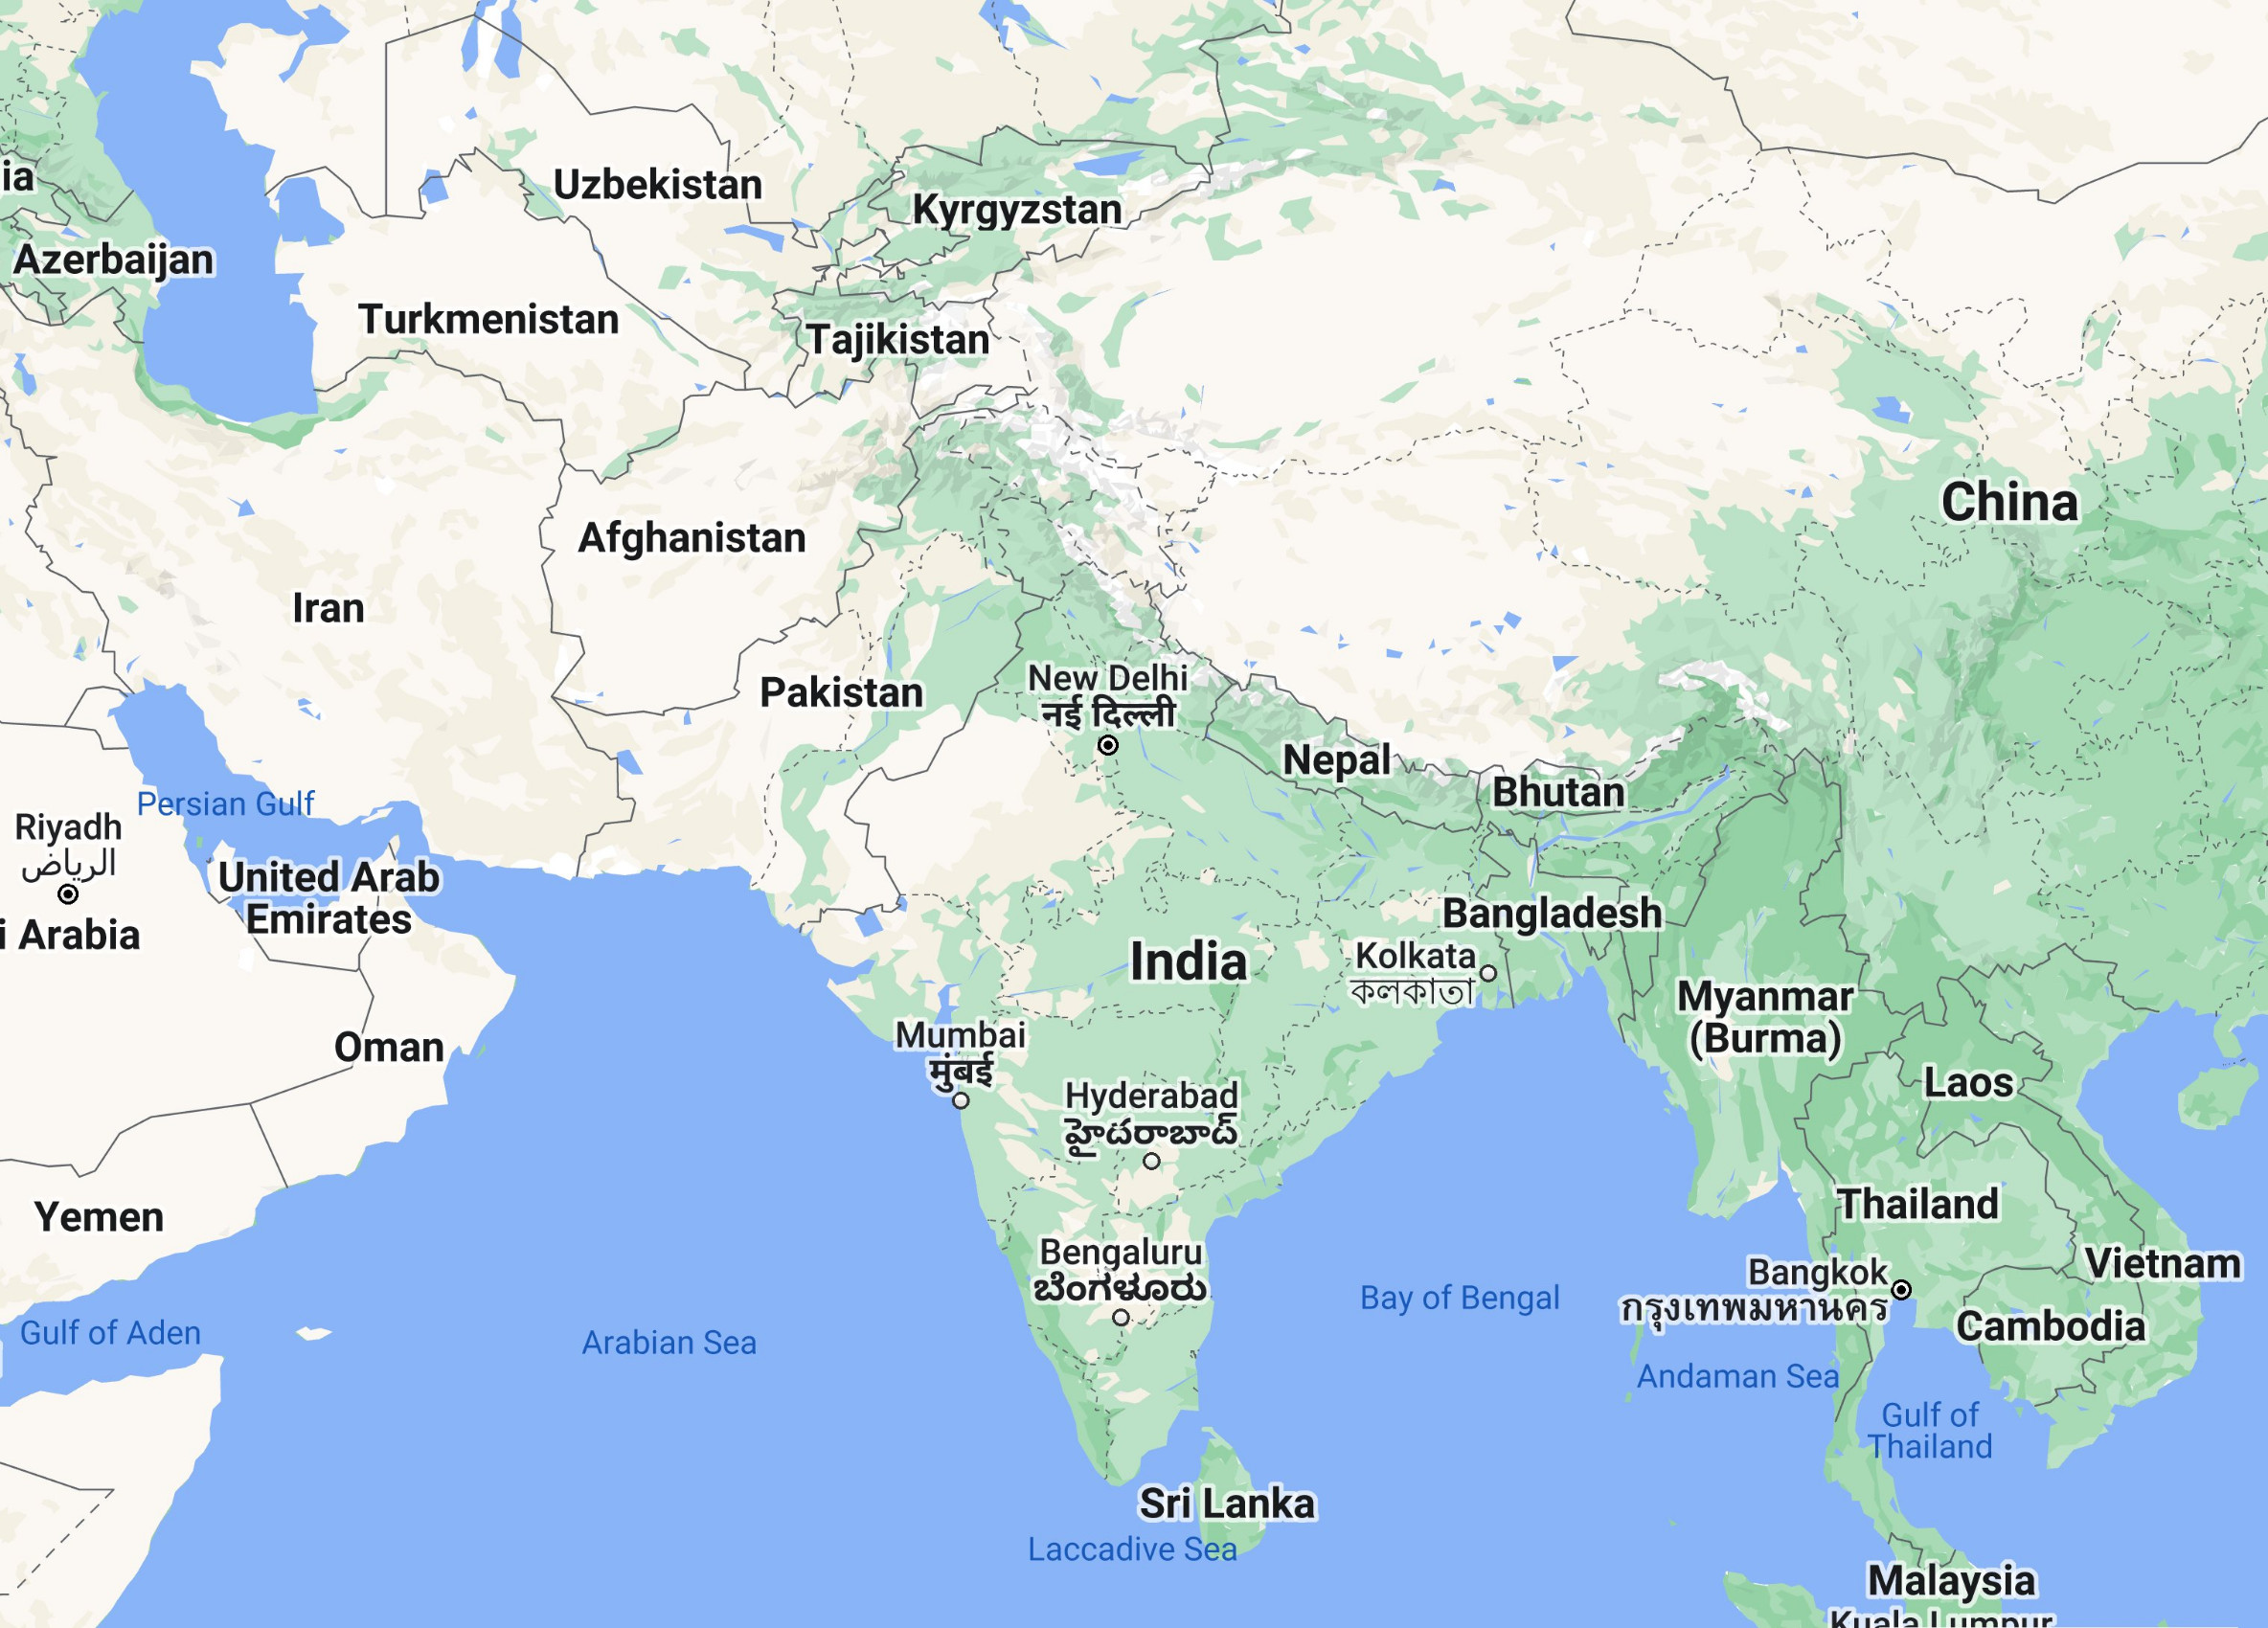 Uzbekistan
ia
Kyrgyzstan
Azerbaijan
Turkmenistan
Tajikistan
China
Afghanistan
Iran
Pakistan
New Delhi
नई दिल्ली
Nepal
Bhutan
Persian Gulf
Riyadh
الرياض
United Arab
Emirates
i Arabia
Bangladesh
India
Kolkata
কলকাতা
Myanmar
(Burma)
Oman
Mumbai
मुंबई
Laos
Hyderabad
హైదరాబాద్
Yemen
Thailand
Bengaluru
ಬೆಂಗಳೂರು
Vietnam
Bangkok
กรุงเทพมหานคร
Bay of Bengal
Cambodia
Gulf of Aden
Arabian Sea
Andaman Sea
Gulf of
Thailand
Sri Lanka
Laccadive Sea
Malaysia
Kuala Lumpur